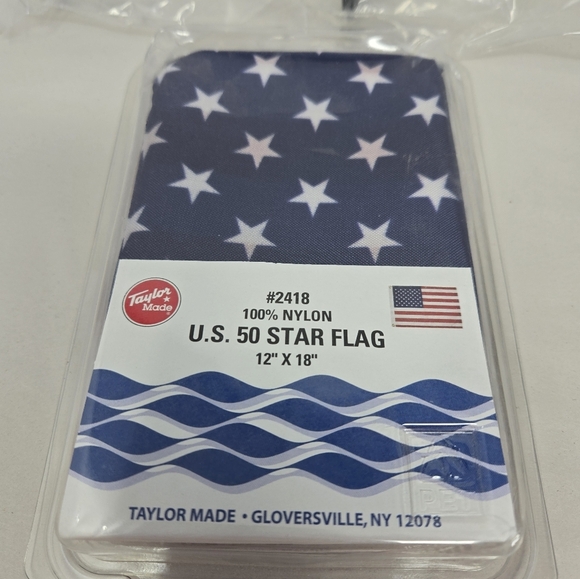 Taylor
Made
#2418
100% NYLON
U.S. 50 STAR FLAG
12" X 18"
TAYLOR MADE • GLOVERSVILLE, NY 12078